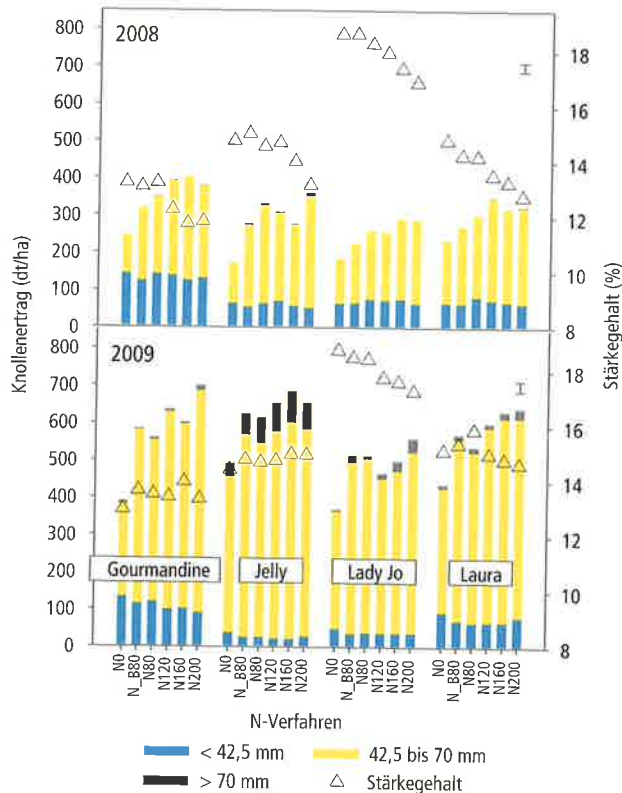 2008
800
700
600
500
400
300
200
100
0
18
16
14
12
10
8
Knollenertrag (dt/ha)
Stärkegehalt (%)
2009
800
700
600
500
400
300
200
100
0
18
16
14
12
10
8
Gourmandine
Jelly
Lady Jo
Laura
N0
N_B80
N80
N120
N160
N200
N0
N_B80
N80
N120
N160
N200
N0
N_B80
N80
N120
N160
N200
N0
N_B80
N80
N120
N160
N200
N-Verfahren
< 42,5 mm
42,5 bis 70 mm
> 70 mm
Stärkegehalt